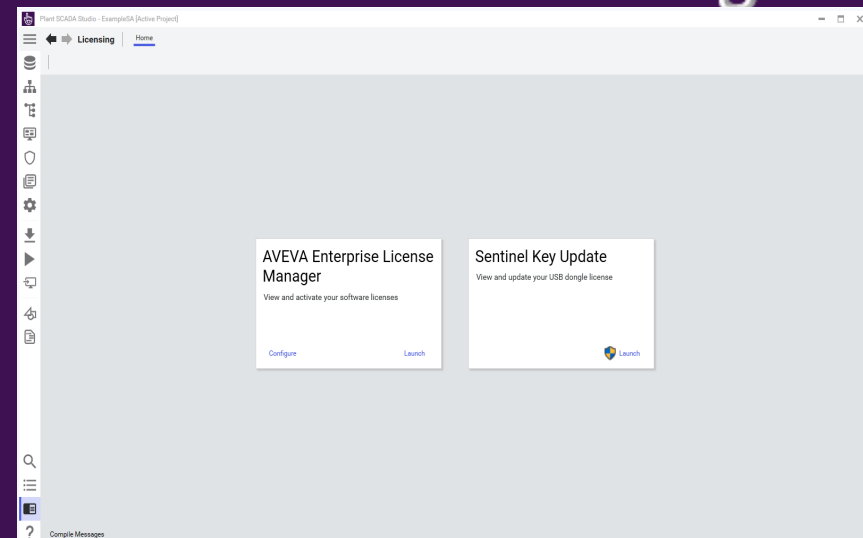 Plant SCADA Studio - ExampleSA [Active Project]
Licensing
Home
AVEVA Enterprise License
Manager
View and activate your software licenses
Configure
Launch
Sentinel Key Update
View and update your USB dongle license
Launch
Compile Messages